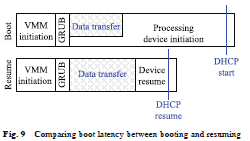 Boot
VMM
initiation
GRUB
Data transfer
Processing
device initiation
DHCP
start
Resume
VMM
initiation
GRUB
Data transfer
Device
resume
DHCP
resume
Fig. 9 Comparing boot latency between booting and resuming